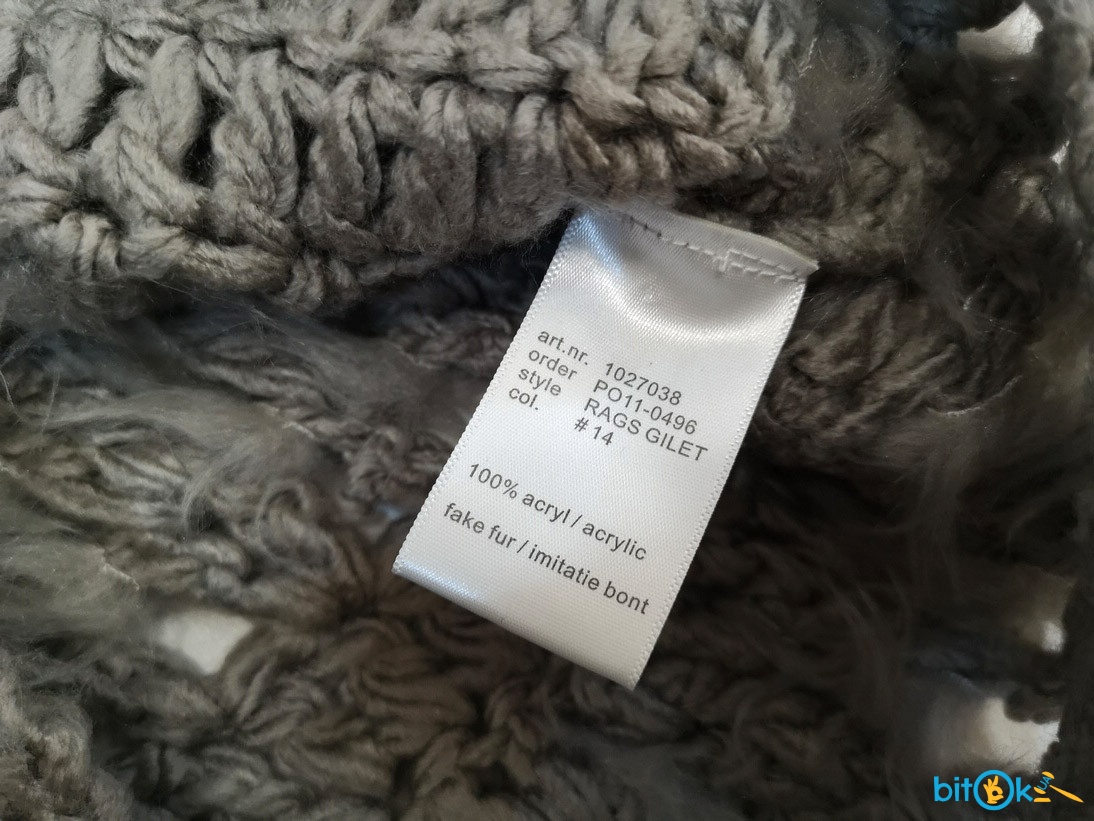 art.nr. 1027038
order PO11-0496
style RAGS GILET
col. #14
100% acryl / acrylic
fake fur / imitatie bont
bitOk UA